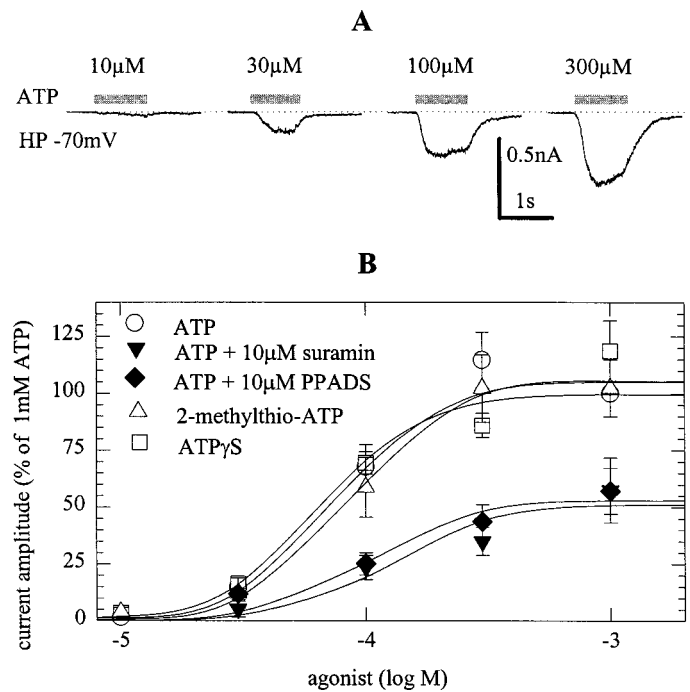 A
10µM 30µM 100µM 300µM
ATP
HP -70mV
0.5nA
1s
B
current amplitude (% of 1mM ATP)
125
100
75
50
25
0
ATP
ATP + 10µM suramin
ATP + 10µM PPADS
2-methylthio-ATP
ATPγS
-5 -4 -3
agonist (log M)